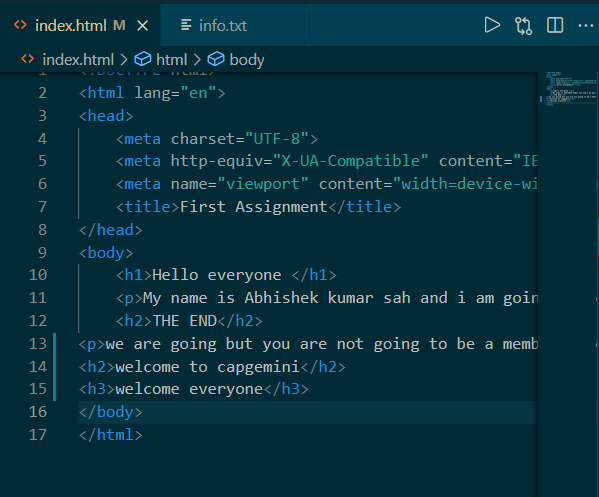 index.html M
info.txt
index.html > html > body
1 <!DOCTYPE html>
2 <html lang="en">
3 <head>
4 <meta charset="UTF-8">
5 <meta http-equiv="X-UA-Compatible" content="IE
6 <meta name="viewport" content="width=device-wi
7 <title>First Assignment</title>
8 </head>
9 <body>
10 <h1>Hello everyone </h1>
11 <p>My name is Abhishek kumar sah and i am goin
12 <h2>THE END</h2>
13 <p>we are going but you are not going to be a memb
14 <h2>welcome to capgemini</h2>
15 <h3>welcome everyone</h3>
16 </body>
17 </html>